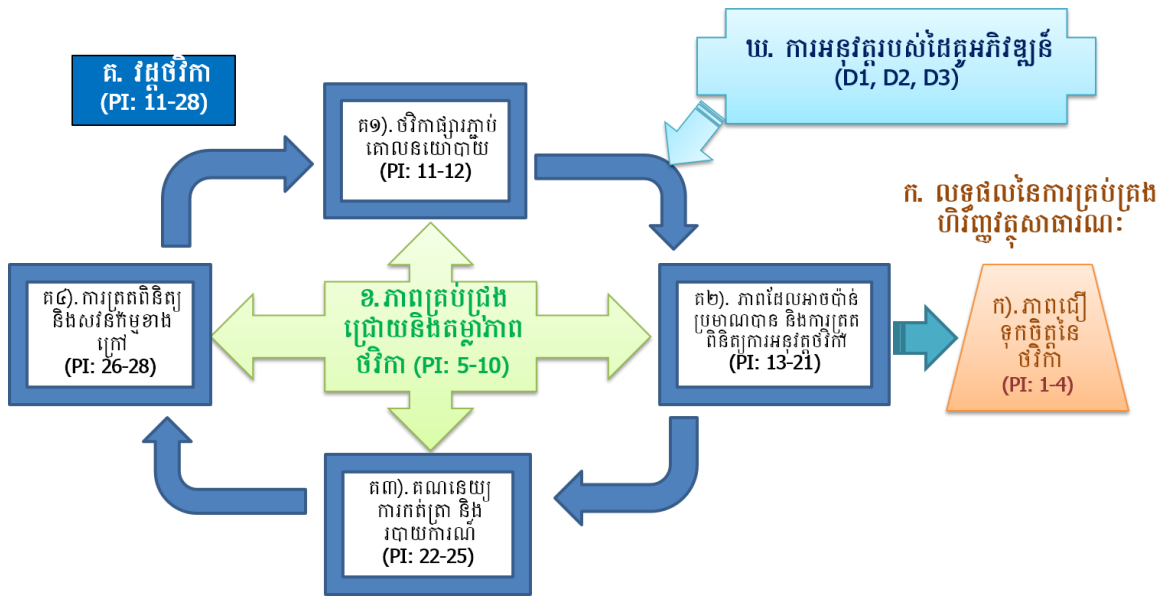 គ. វដ្ដថវិកា
(PI: 11-28)
ឃ. ការអនុវត្តរបស់ដៃគូអភិវឌ្ឍន៍
(D1, D2, D3)
គ១). ថវិកាផ្សារភ្ជាប់
គោលនយោបាយ
(PI: 11-12)
ក. លទ្ធផលនៃការគ្រប់គ្រង
ហិរញ្ញវត្ថុសាធារណៈ
គ៤). ការត្រួតពិនិត្យ
និងសវនកម្មខាង
ក្រៅ
(PI: 26-28)
ខ.ភាពគ្រប់ជ្រុង
ជ្រោយនិងតម្លាភាព
ថវិកា (PI: 5-10)
គ២). ភាពដែលអាចប៉ាន់
ប្រមាណបាន និងការត្រួត
ពិនិត្យការអនុវត្តថវិកា
(PI: 13-21)
ក). ភាពជឿ
ទុកចិត្តនៃ
ថវិកា
(PI: 1-4)
គ៣). គណនេយ្យ
ការកត់ត្រា និង
របាយការណ៍
(PI: 22-25)